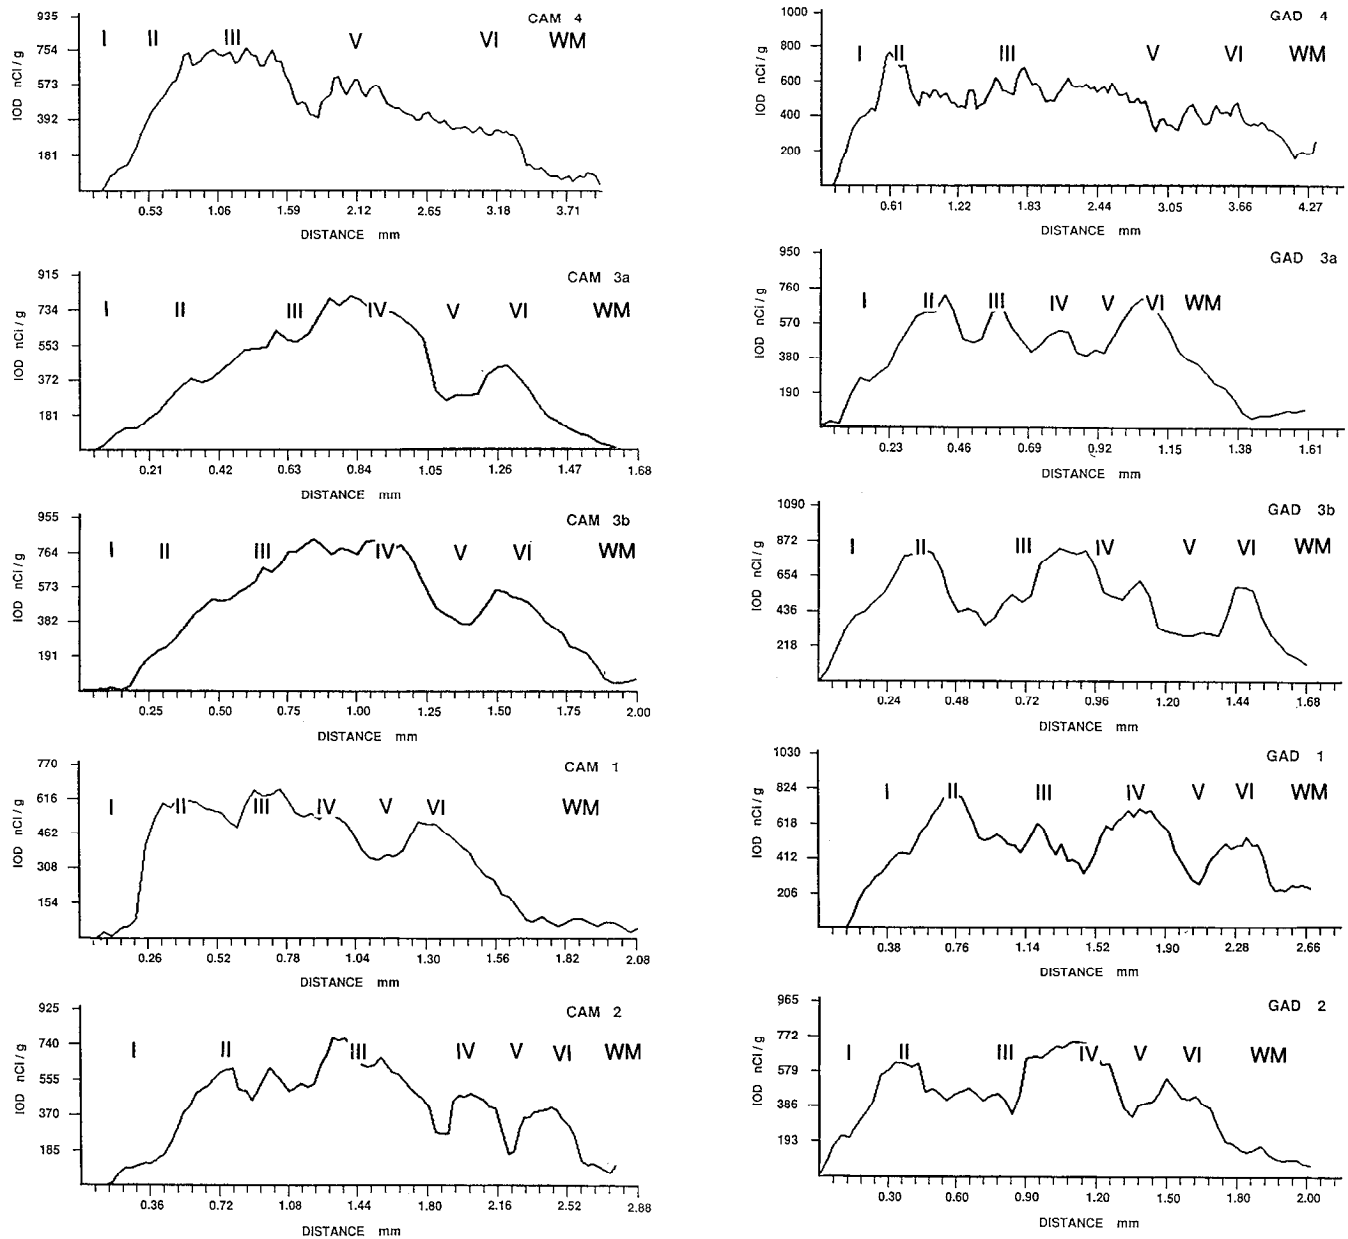 CAM 4
935
754
573
392
181
IOD nCi/g
I II III V VI WM
0.53 1.06 1.59 2.12 2.65 3.18 3.71
DISTANCE mm
GAD 4
1000
800
600
400
200
IOD nCi/g
I II III V VI WM
0.61 1.22 1.83 2.44 3.05 3.66 4.27
DISTANCE mm
CAM 3a
915
734
553
372
181
IOD nCi/g
I II III IV V VI WM
0.21 0.42 0.63 0.84 1.05 1.26 1.47 1.68
DISTANCE mm
GAD 3a
950
760
570
380
190
IOD nCi/g
I II III IV V VI WM
0.23 0.46 0.69 0.92 1.15 1.38 1.61
DISTANCE mm
CAM 3b
955
764
573
382
191
IOD nCi/g
I II III IV V VI WM
0.25 0.50 0.75 1.00 1.25 1.50 1.75 2.00
DISTANCE mm
GAD 3b
1090
872
654
436
218
IOD nCi/g
I II III IV V VI WM
0.24 0.48 0.72 0.96 1.20 1.44 1.68
DISTANCE mm
CAM 1
770
616
462
308
154
IOD nCi/g
I II III IV V VI WM
0.26 0.52 0.78 1.04 1.30 1.56 1.82 2.08
DISTANCE mm
GAD 1
1030
824
618
412
206
IOD nCi/g
I II III IV V VI WM
0.38 0.76 1.14 1.52 1.90 2.28 2.66
DISTANCE mm
CAM 2
925
740
555
370
185
IOD nCi/g
I II III IV V VI WM
0.36 0.72 1.08 1.44 1.80 2.16 2.52 2.88
DISTANCE mm
GAD 2
965
772
579
386
193
IOD nCi/g
I II III IV V VI WM
0.30 0.60 0.90 1.20 1.50 1.80 2.00
DISTANCE mm